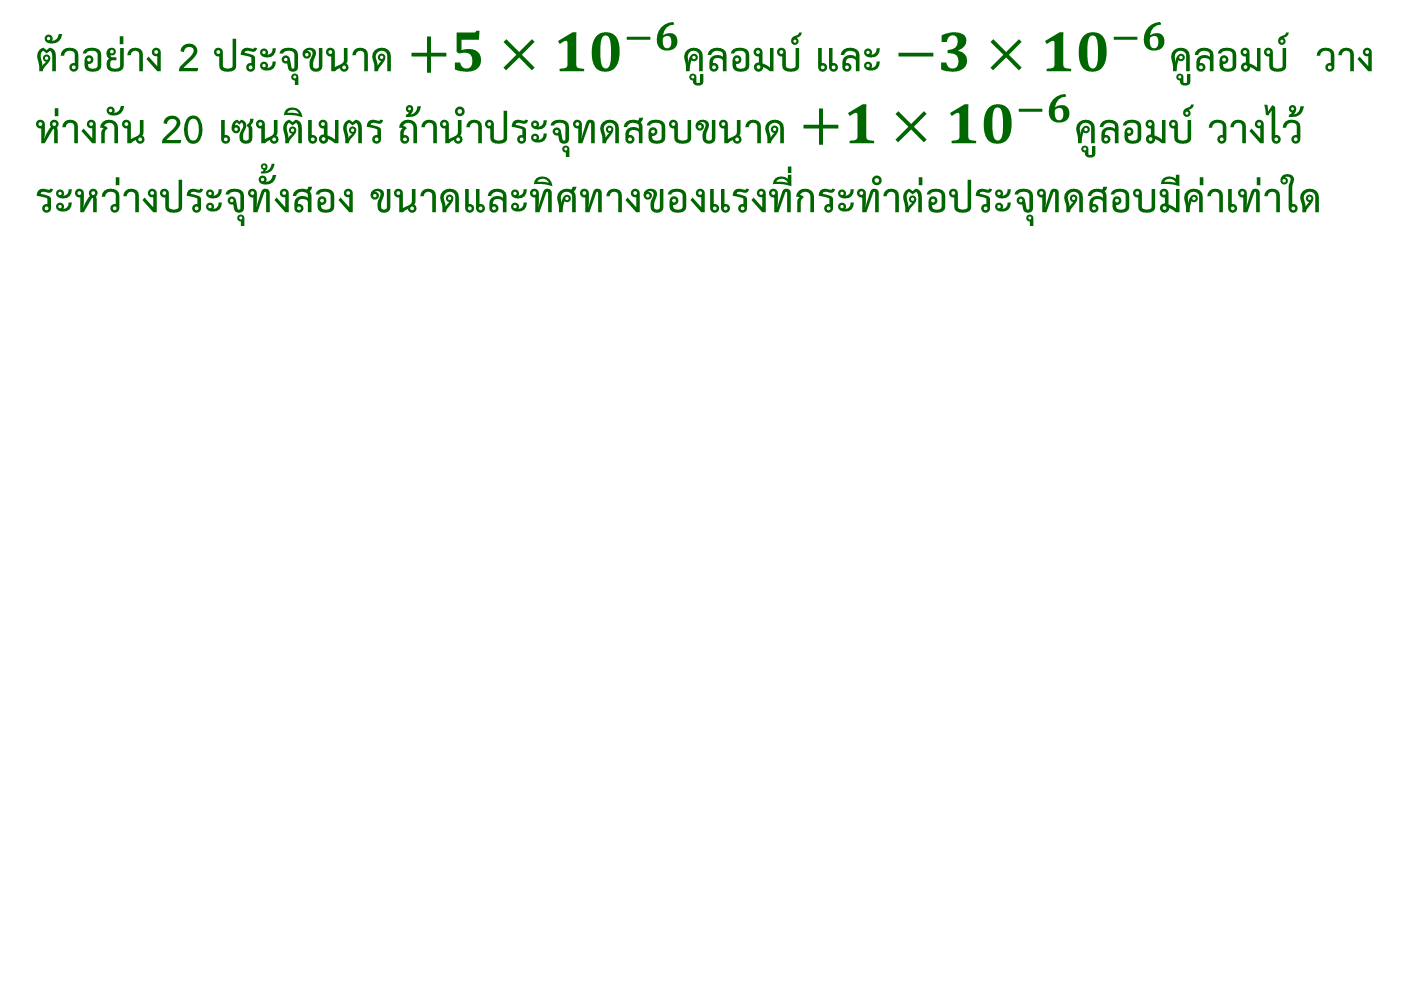 ตัวอย่าง 2 ประจุขนาด +5 × 10⁻⁶คูลอมบ์ และ −3 × 10⁻⁶คูลอมบ์ วาง
ห่างกัน 20 เซนติเมตร ถ้านำประจุทดสอบขนาด +1 × 10⁻⁶คูลอมบ์ วางไว้
ระหว่างประจุทั้งสอง ขนาดและทิศทางของแรงที่กระทำต่อประจุทดสอบมีค่าเท่าใด